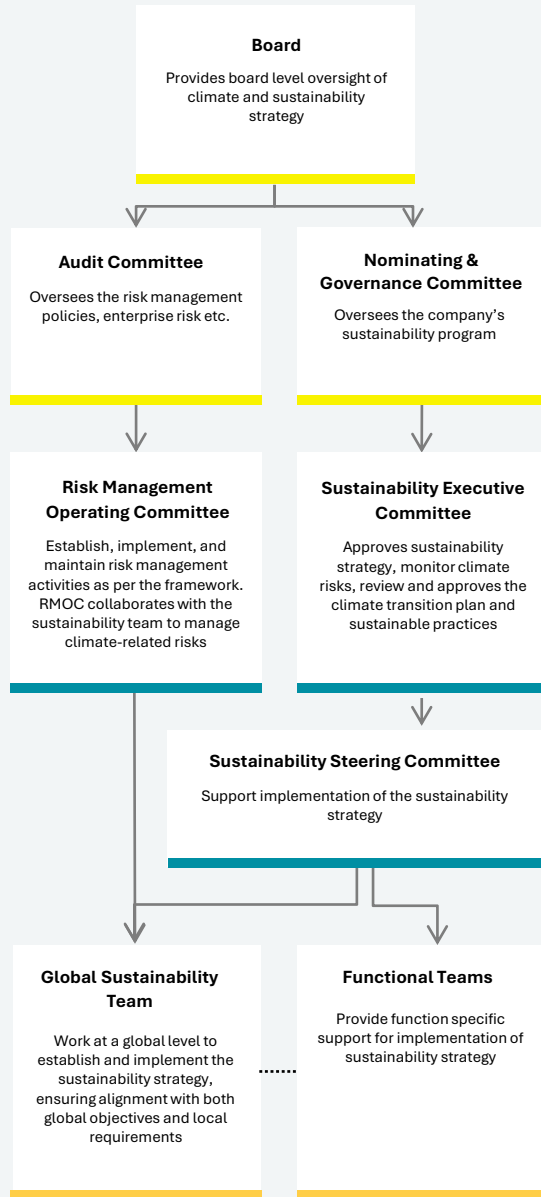 Board
Provides board level oversight of
climate and sustainability
strategy
Audit Committee
Oversees the risk management
policies, enterprise risk etc.
Nominating &
Governance Committee
Oversees the company’s
sustainability program
Risk Management
Operating Committee
Establish, implement, and
maintain risk management
activities as per the framework.
RMOC collaborates with the
sustainability team to manage
climate-related risks
Sustainability Executive
Committee
Approves sustainability
strategy, monitor climate
risks, review and approves the
climate transition plan and
sustainable practices
Sustainability Steering Committee
Support implementation of the sustainability
strategy
Global Sustainability
Team
Work at a global level to
establish and implement the
sustainability strategy,
ensuring alignment with both
global objectives and local
requirements
Functional Teams
Provide function specific
support for implementation of
sustainability strategy